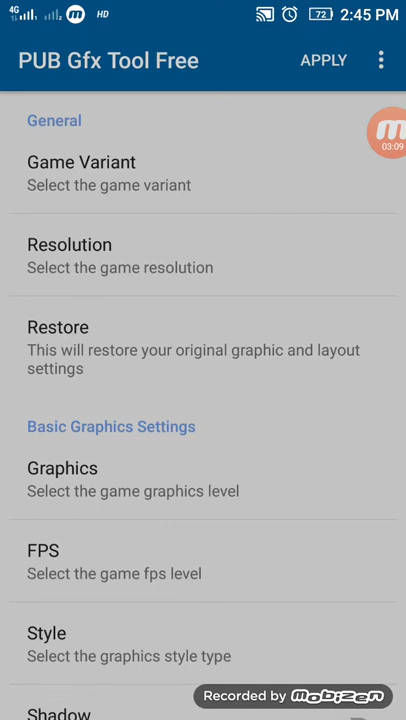 4G HD 72 2:45 PM
PUB Gfx Tool Free APPLY
03:09
General
Game Variant
Select the game variant
Resolution
Select the game resolution
Restore
This will restore your original graphic and layout
settings
Basic Graphics Settings
Graphics
Select the game graphics level
FPS
Select the game fps level
Style
Select the graphics style type
Recorded by mobizen
Shadow